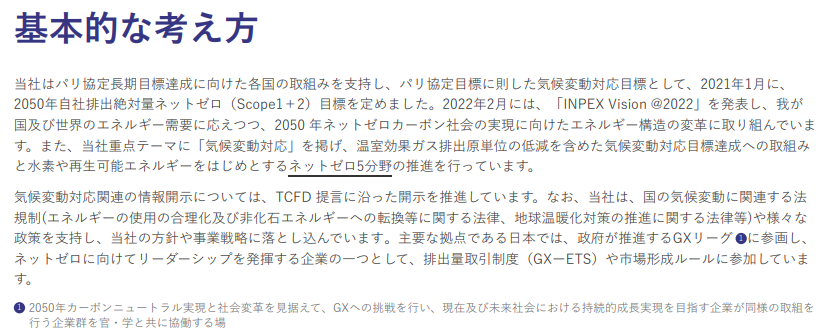 基本的な考え方
当社はパリ協定長期目標達成に向けた各国の取組みを支持し、パリ協定目標に則した気候変動対応目標として、2021年1月に、
2050年自社排出絶対量ネットゼロ（Scope1＋2）目標を定めました。2022年2月には、「INPEX Vision @2022」を発表し、我が
国及び世界のエネルギー需要に応えつつ、2050 年ネットゼロカーボン社会の実現に向けたエネルギー構造の変革に取り組んでいま
す。また、当社重点テーマに「気候変動対応」を掲げ、温室効果ガス排出原単位の低減を含めた気候変動対応目標達成への取組み
と水素や再生可能エネルギーをはじめとするネットゼロ5分野の推進を行っています。
気候変動対応関連の情報開示については、TCFD 提言に沿った開示を推進しています。なお、当社は、国の気候変動に関連する法
規制(エネルギーの使用の合理化及び非化石エネルギーへの転換等に関する法律、地球温暖化対策の推進に関する法律等)や様々な
政策を支持し、当社の方針や事業戦略に落とし込んでいます。主要な拠点である日本では、政府が推進するGXリーグ❶に参画し、
ネットゼロに向けてリーダーシップを発揮する企業の一つとして、排出量取引制度（GXーETS）や市場形成ルールに参加していま
す。
❶ 2050年カーボンニュートラル実現と社会変革を見据えて、GXへの挑戦を行い、現在及び未来社会における持続的成長実現を目指す企業が同様の取組を
行う企業群を官・学と共に協働する場